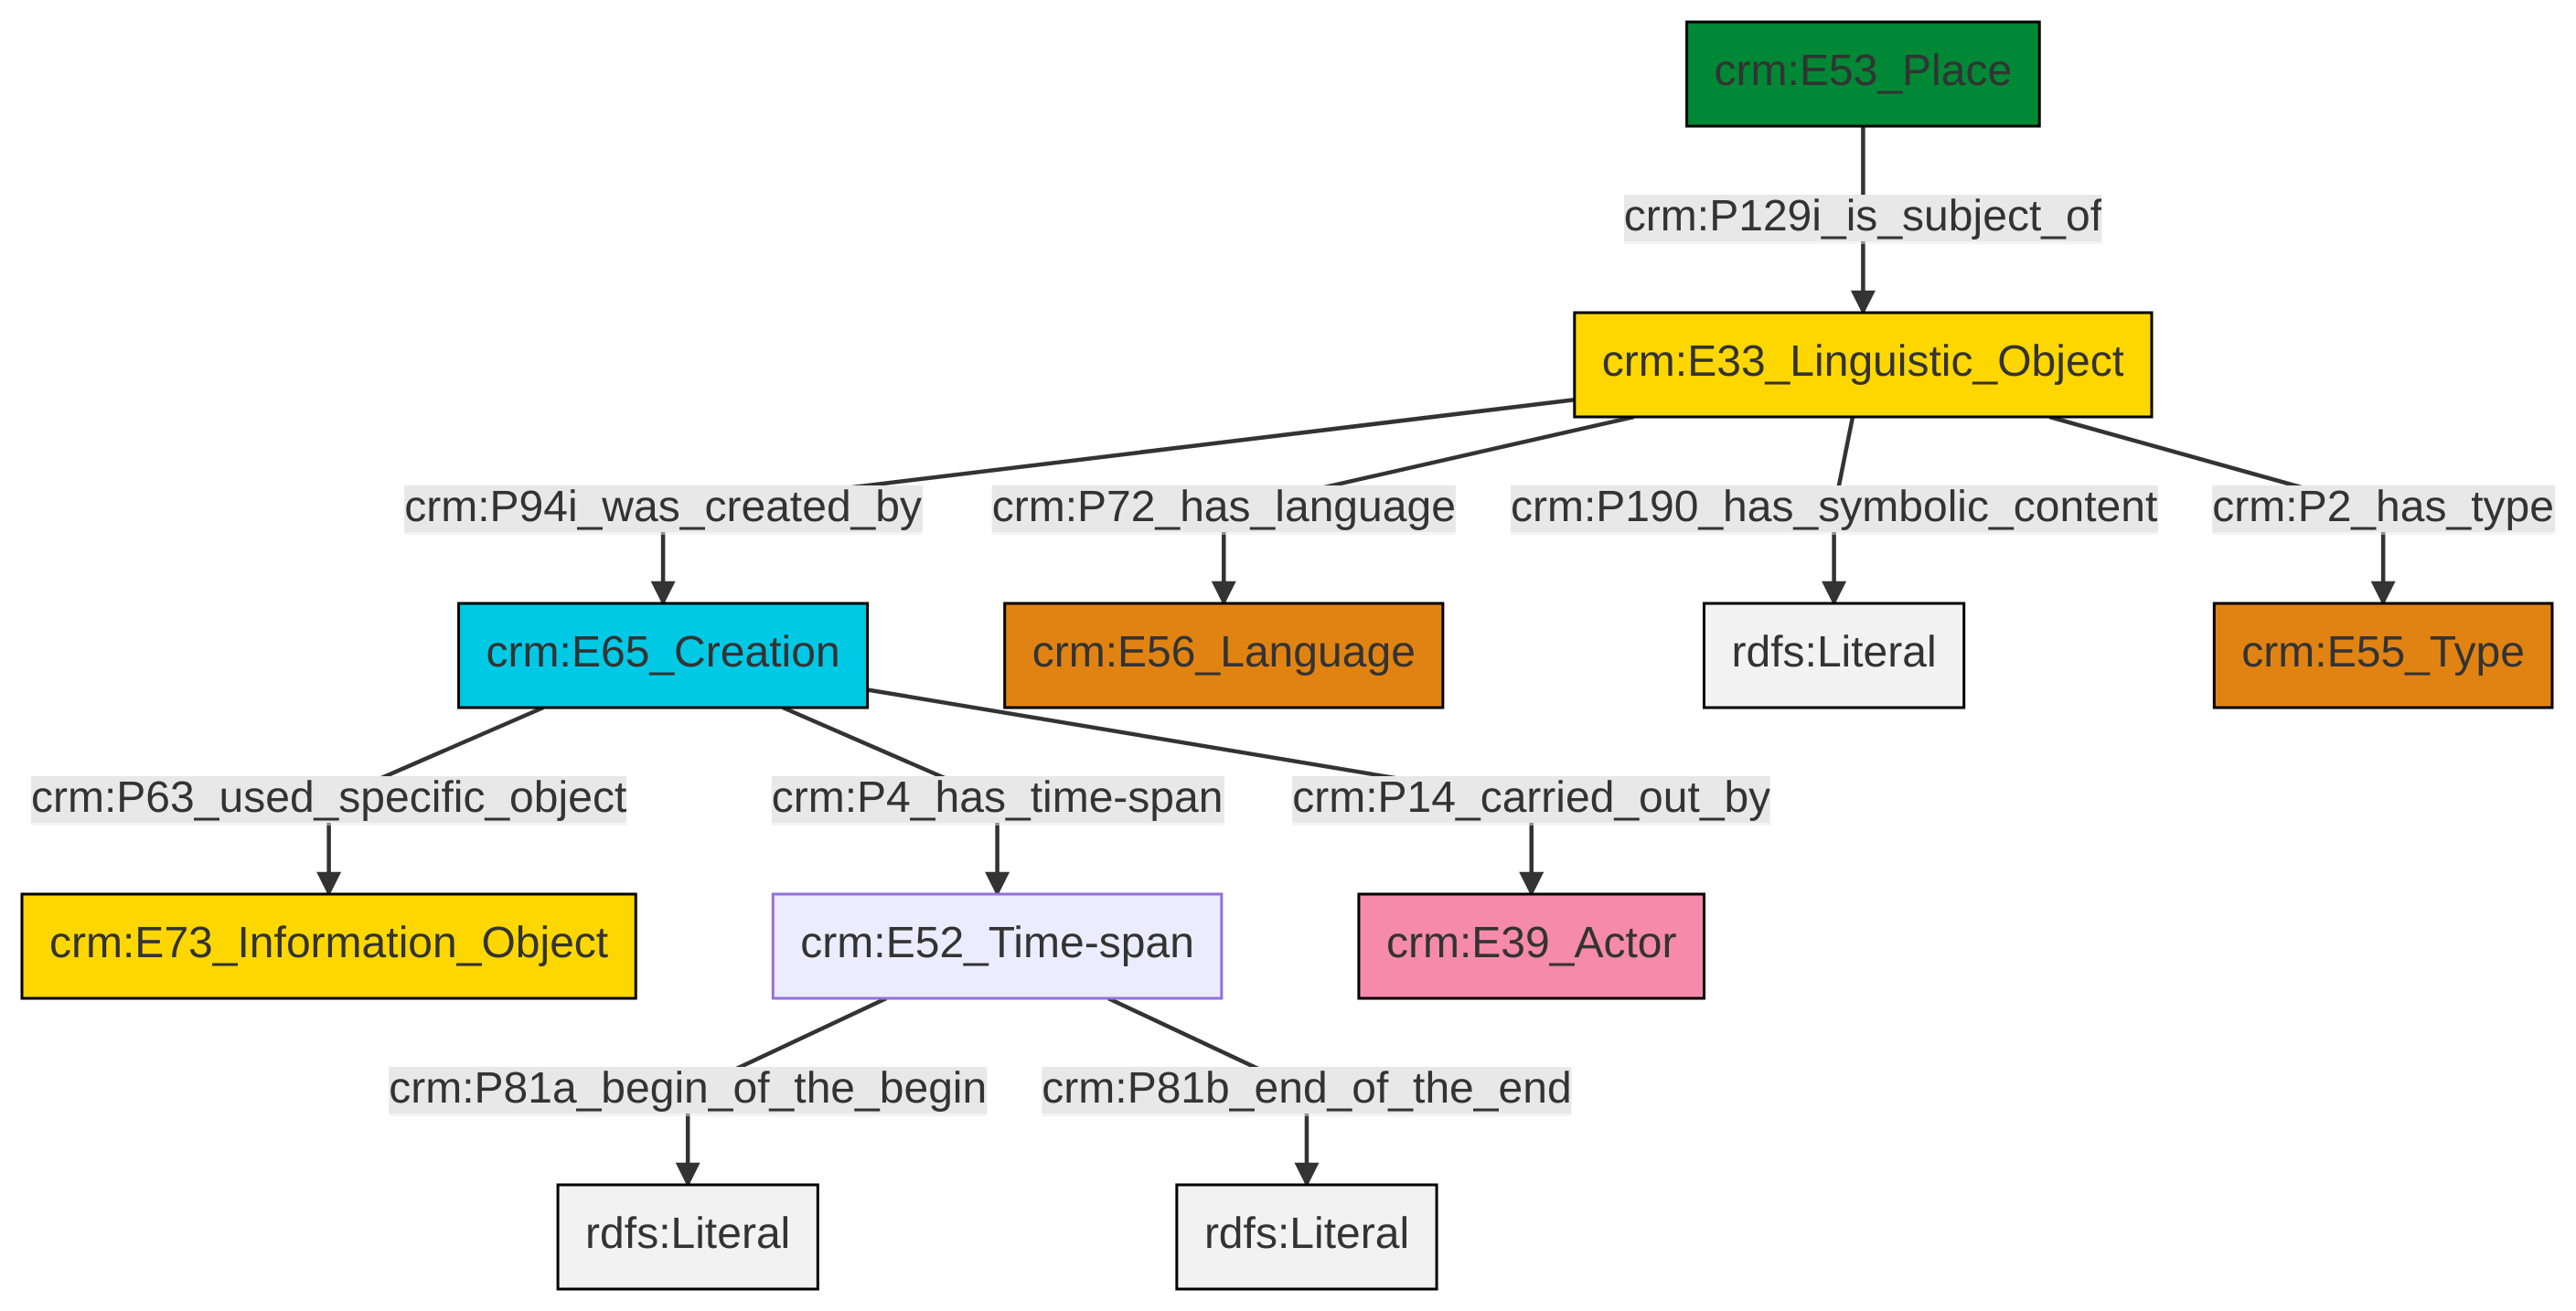 crm:E53_Place
crm:P129i_is_subject_of
crm:E33_Linguistic_Object
crm:P94i_was_created_by
crm:P72_has_language
crm:P190_has_symbolic_content
crm:P2_has_type
crm:E65_Creation
crm:E56_Language
rdfs:Literal
crm:E55_Type
crm:P63_used_specific_object
crm:P4_has_time-span
crm:P14_carried_out_by
crm:E73_Information_Object
crm:E52_Time-span
crm:E39_Actor
crm:P81a_begin_of_the_begin
crm:P81b_end_of_the_end
rdfs:Literal
rdfs:Literal